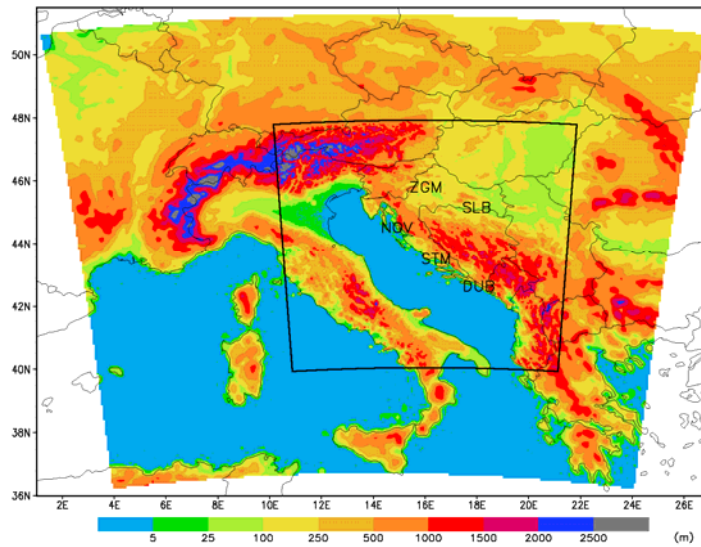 50N
48N
46N
44N
42N
40N
38N
36N
ZGM
SLB
NOV
STM
DUB
2E 4E 6E 8E 10E 12E 14E 16E 18E 20E 22E 24E 26E
5 25 100 250 500 1000 1500 2000 2500 (m)